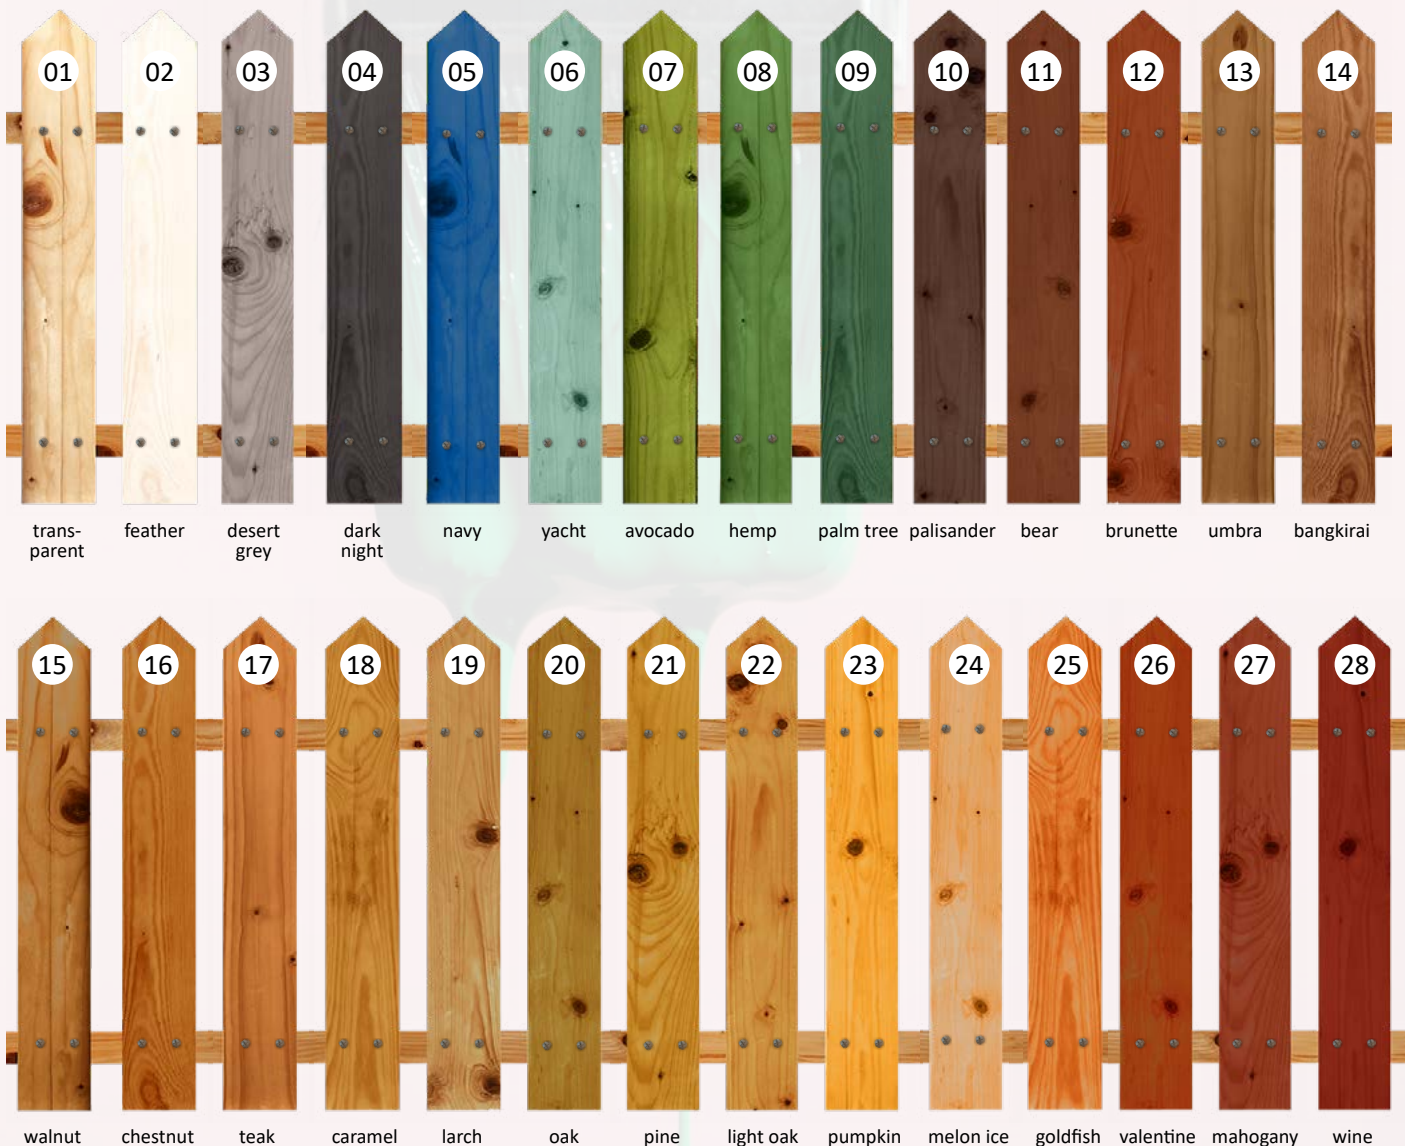 01 02 03 04 05 06 07 08 09 10 11 12 13 14
trans-
parent
feather
desert
grey
dark
night
navy
yacht
avocado
hemp
palm tree
palisander
bear
brunette
umbra
bangkirai
15 16 17 18 19 20 21 22 23 24 25 26 27 28
walnut
chestnut
teak
caramel
larch
oak
pine
light oak
pumpkin
melon ice
goldfish
valentine
mahogany
wine